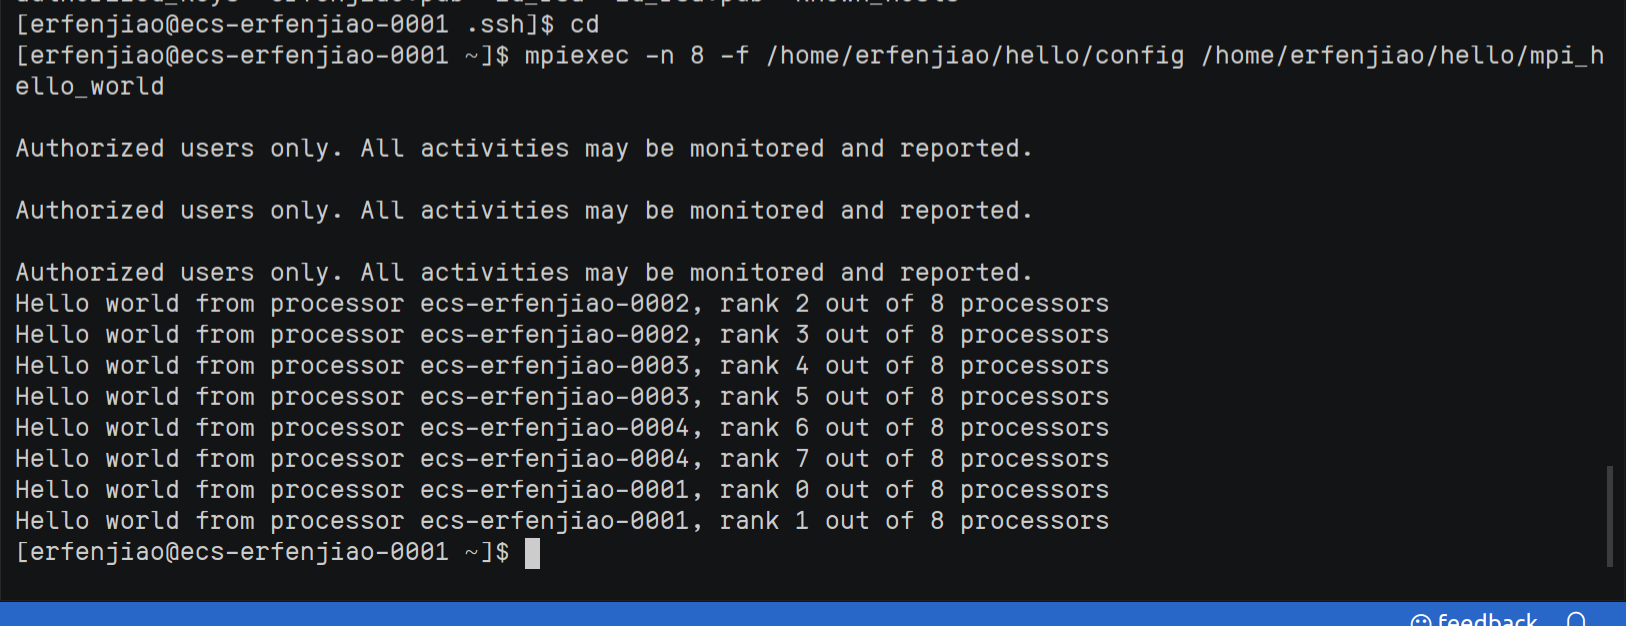 [erfenjiao@ecs-erfenjiao-0001 .ssh]$ cd
[erfenjiao@ecs-erfenjiao-0001 ~]$ mpiexec -n 8 -f /home/erfenjiao/hello/config /home/erfenjiao/hello/mpi_h
ello_world
Authorized users only. All activities may be monitored and reported.
Authorized users only. All activities may be monitored and reported.
Authorized users only. All activities may be monitored and reported.
Hello world from processor ecs-erfenjiao-0002, rank 2 out of 8 processors
Hello world from processor ecs-erfenjiao-0002, rank 3 out of 8 processors
Hello world from processor ecs-erfenjiao-0003, rank 4 out of 8 processors
Hello world from processor ecs-erfenjiao-0003, rank 5 out of 8 processors
Hello world from processor ecs-erfenjiao-0004, rank 6 out of 8 processors
Hello world from processor ecs-erfenjiao-0004, rank 7 out of 8 processors
Hello world from processor ecs-erfenjiao-0001, rank 0 out of 8 processors
Hello world from processor ecs-erfenjiao-0001, rank 1 out of 8 processors
[erfenjiao@ecs-erfenjiao-0001 ~]$
feedback